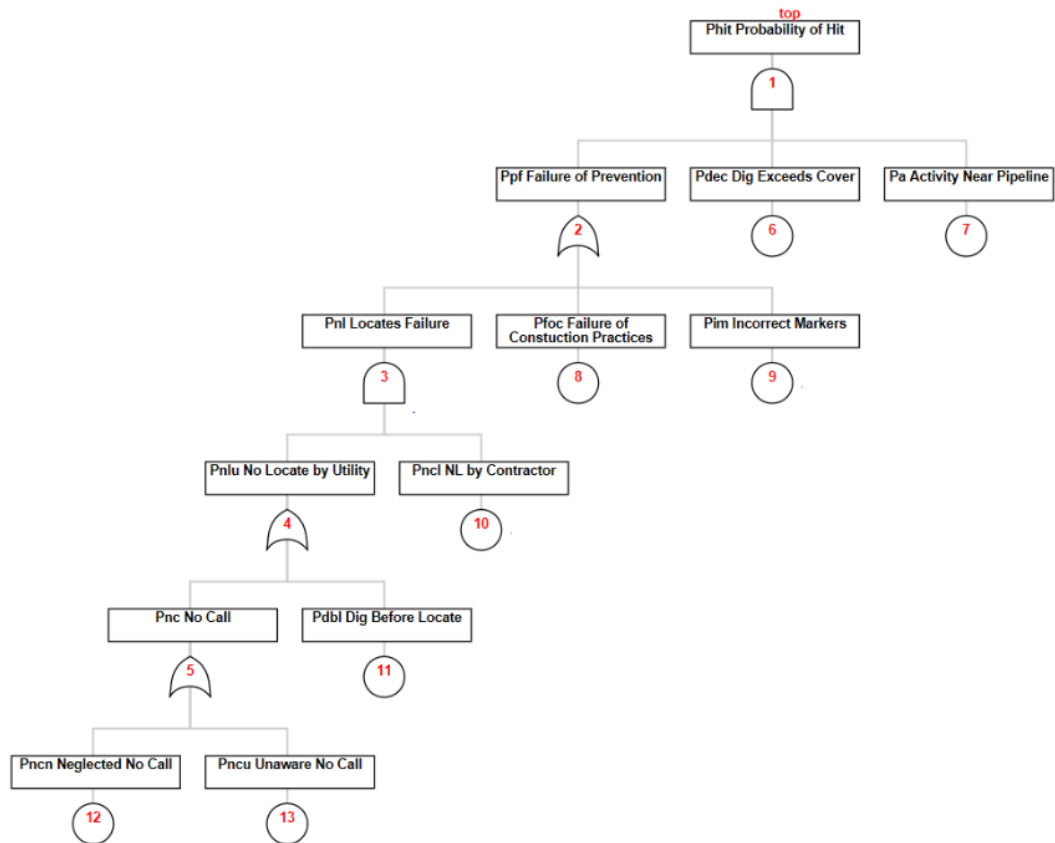 top
Phit Probability of Hit
1
Ppf Failure of Prevention
Pdec Dig Exceeds Cover
Pa Activity Near Pipeline
2
6
7
Pnl Locates Failure
Pfoc Failure of
Constuction Practices
Pim Incorrect Markers
3
8
9
Pnlu No Locate by Utility
Pncl NL by Contractor
4
10
Pnc No Call
Pdbl Dig Before Locate
5
11
Pncn Neglected No Call
Pncu Unaware No Call
12
13